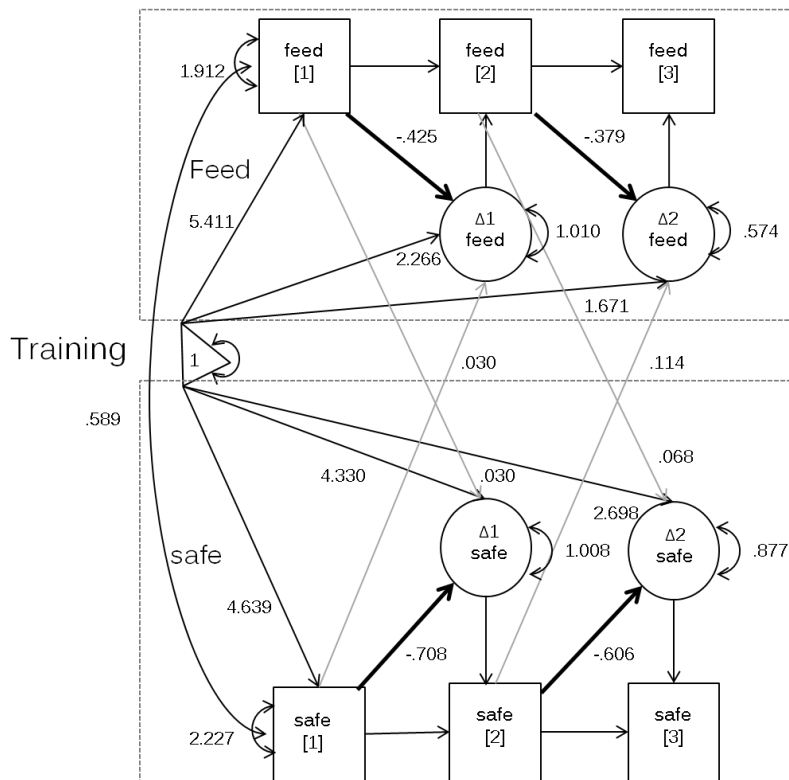 feed
[1]
feed
[2]
feed
[3]
1.912
-.425
-.379
Feed
5.411
Δ1
feed
1.010
Δ2
feed
.574
2.266
1.671
Training
1
.030
.114
.589
4.330
.030
.068
2.698
safe
Δ1
safe
1.008
Δ2
safe
.877
4.639
-.708
-.606
2.227
safe
[1]
safe
[2]
safe
[3]